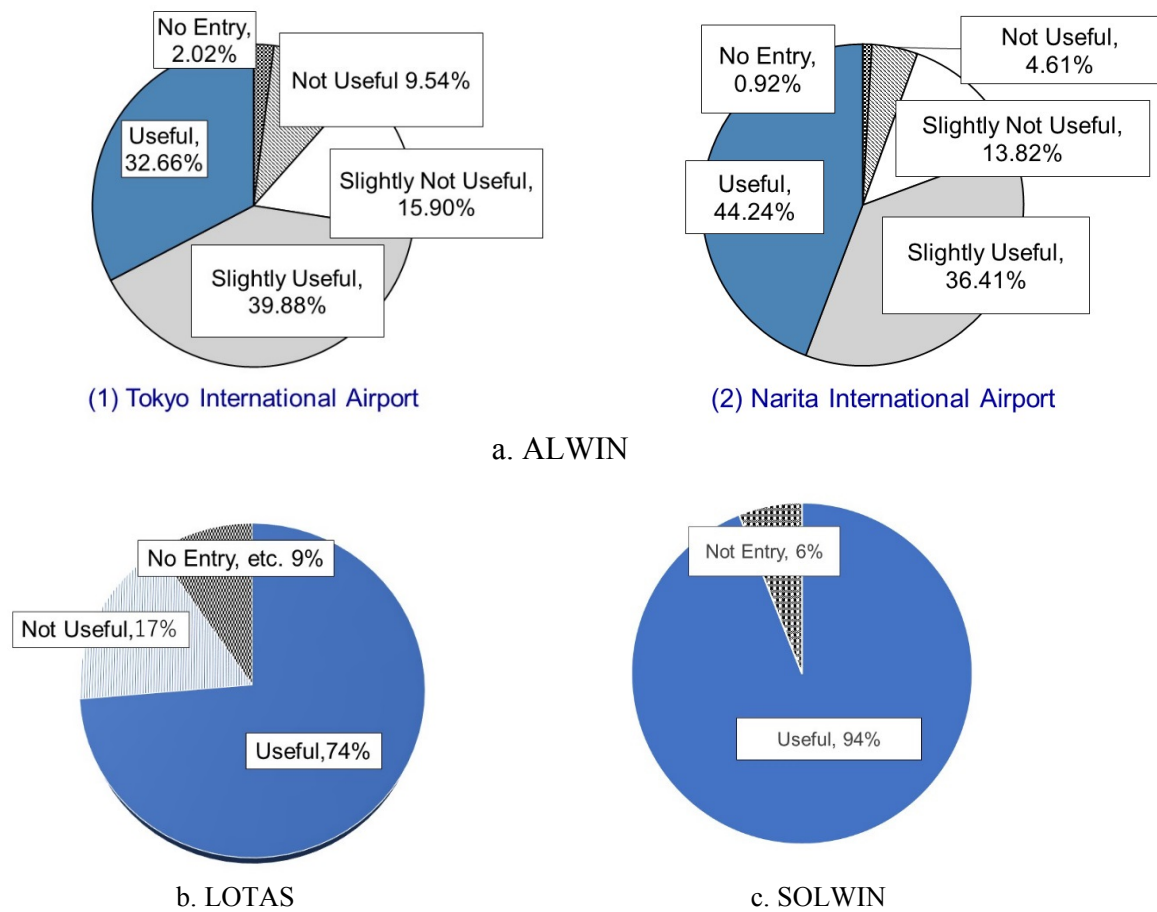 No Entry,
2.02%
Not Useful 9.54%
Useful,
32.66%
Slightly Not Useful,
15.90%
Slightly Useful,
39.88%
(1) Tokyo International Airport
No Entry,
0.92%
Not Useful,
4.61%
Slightly Not Useful,
13.82%
Useful,
44.24%
Slightly Useful,
36.41%
(2) Narita International Airport
a. ALWIN
No Entry, etc. 9%
Not Useful,17%
Useful,74%
b. LOTAS
Not Entry, 6%
Useful, 94%
c. SOLWIN